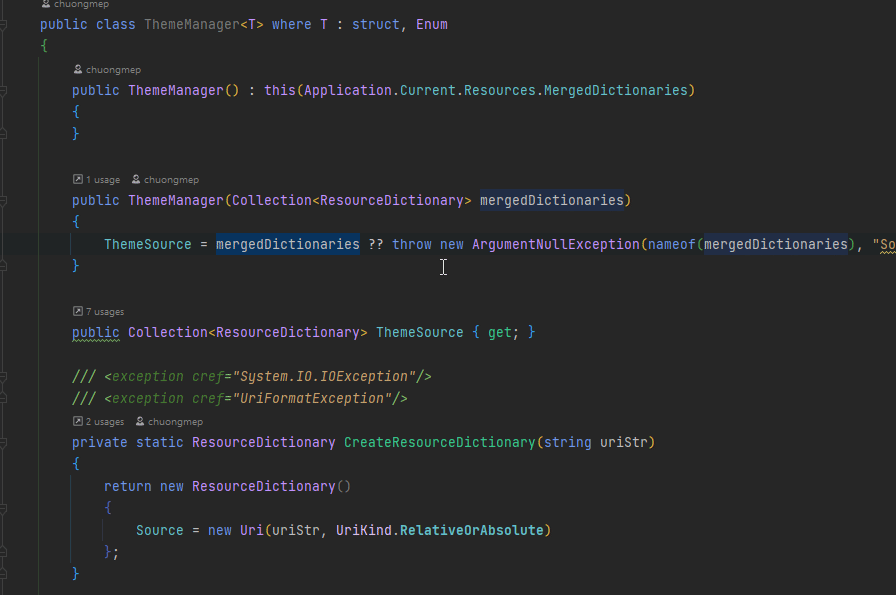 chuongmep
public class ThemeManager<T> where T : struct, Enum
{
chuongmep
public ThemeManager() : this(Application.Current.Resources.MergedDictionaries)
{
}
1 usage chuongmep
public ThemeManager(Collection<ResourceDictionary> mergedDictionaries)
{
ThemeSource = mergedDictionaries ?? throw new ArgumentNullException(nameof(mergedDictionaries), "So
}
7 usages
public Collection<ResourceDictionary> ThemeSource { get; }
/// <exception cref="System.IO.IOException"/>
/// <exception cref="UriFormatException"/>
2 usages chuongmep
private static ResourceDictionary CreateResourceDictionary(string uriStr)
{
return new ResourceDictionary()
{
Source = new Uri(uriStr, UriKind.RelativeOrAbsolute)
};
}